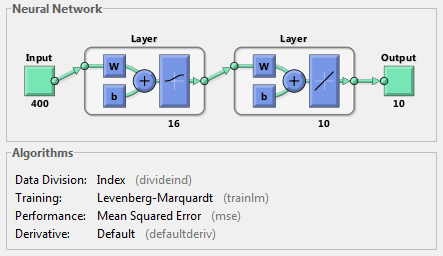 Neural Network
Layer Layer
Input Output
W W
b b
400 10
16 10
Algorithms
Data Division: Index (divideind)
Training: Levenberg-Marquardt (trainlm)
Performance: Mean Squared Error (mse)
Derivative: Default (defaultderiv)